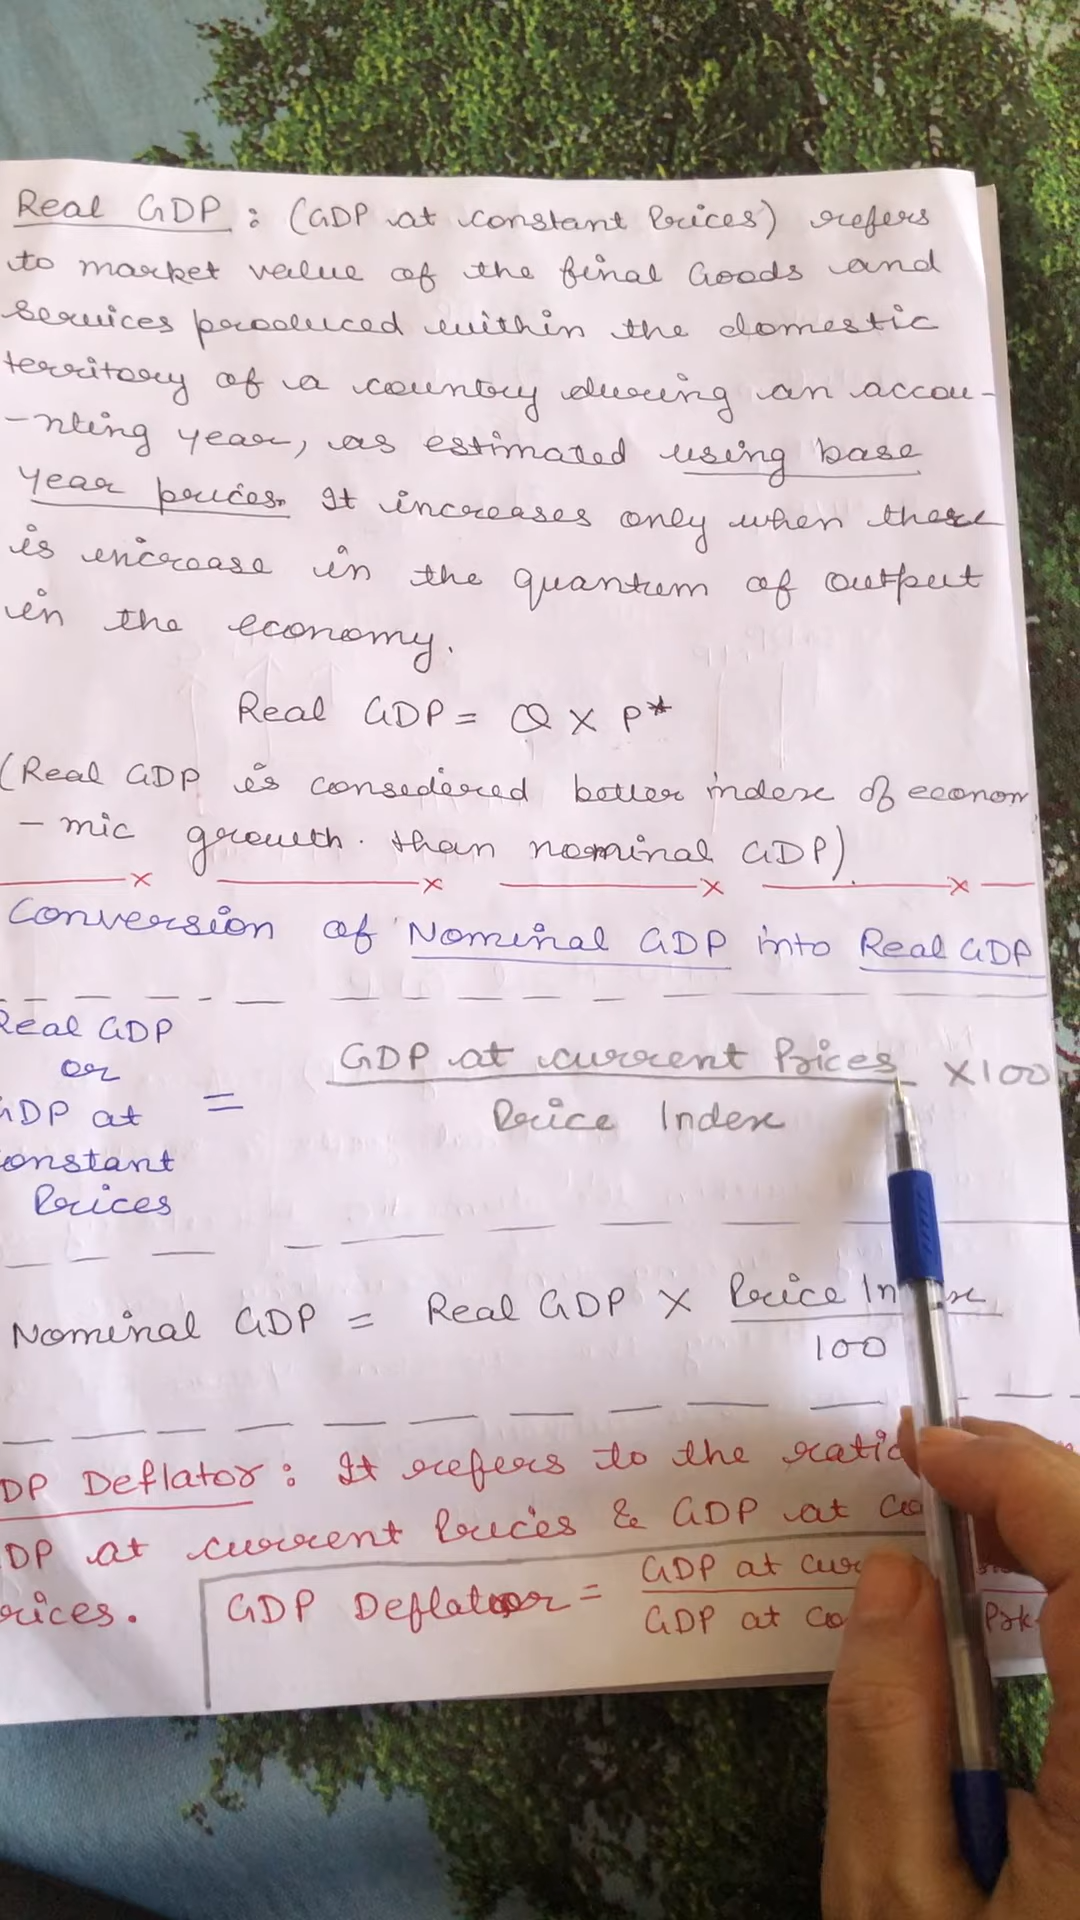 Real GDP : (GDP at constant Prices) refers
to market value of the final Goods and
services produced within the domestic
territory of a country during an accou-
-nting year, as estimated using base
year prices. It increases only when there
is increase in the quantum of output
in the economy.
Real GDP = Q X P*
(Real GDP is considered better index of econom
-mic growth. than nominal GDP)
Conversion of Nominal GDP into Real GDP
Real GDP
or
GDP at
constant
Prices
=
GDP at current Prices
Price Index
X100
Nominal GDP = Real GDP X Price In
100
DP Deflator : It refers to the ratio
DP at current Prices & GDP at co
rices.
GDP Deflator =
GDP at cur
GDP at co